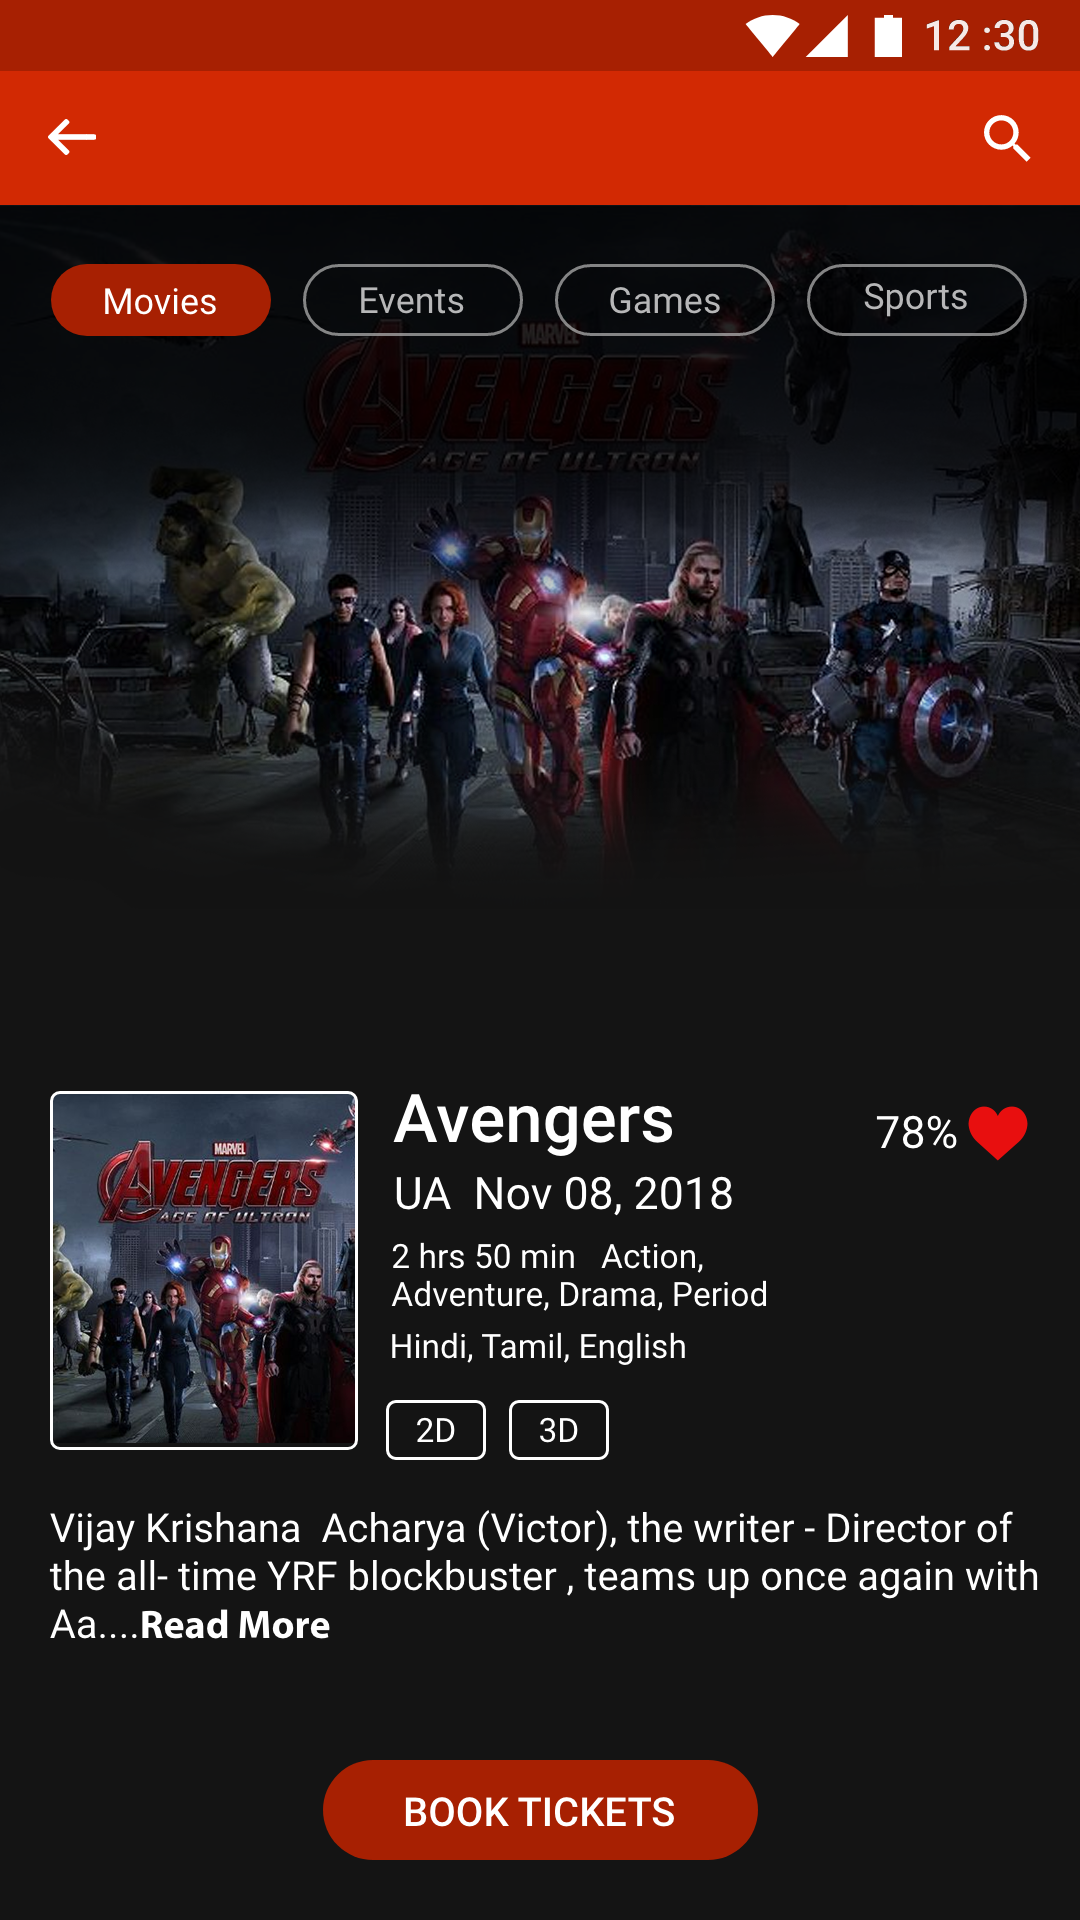 12 :30
Movies
Events
Games
Sports
MARVEL
AVENGERS
AGE OF ULTRON
MARVEL
AVENGERS
AGE OF ULTRON
Avengers
78%
UA  Nov 08, 2018
2 hrs 50 min   Action,
Adventure, Drama, Period
Hindi, Tamil, English
2D
3D
Vijay Krishana  Acharya (Victor), the writer - Director of
the all- time YRF blockbuster , teams up once again with
Aa....Read More
BOOK TICKETS